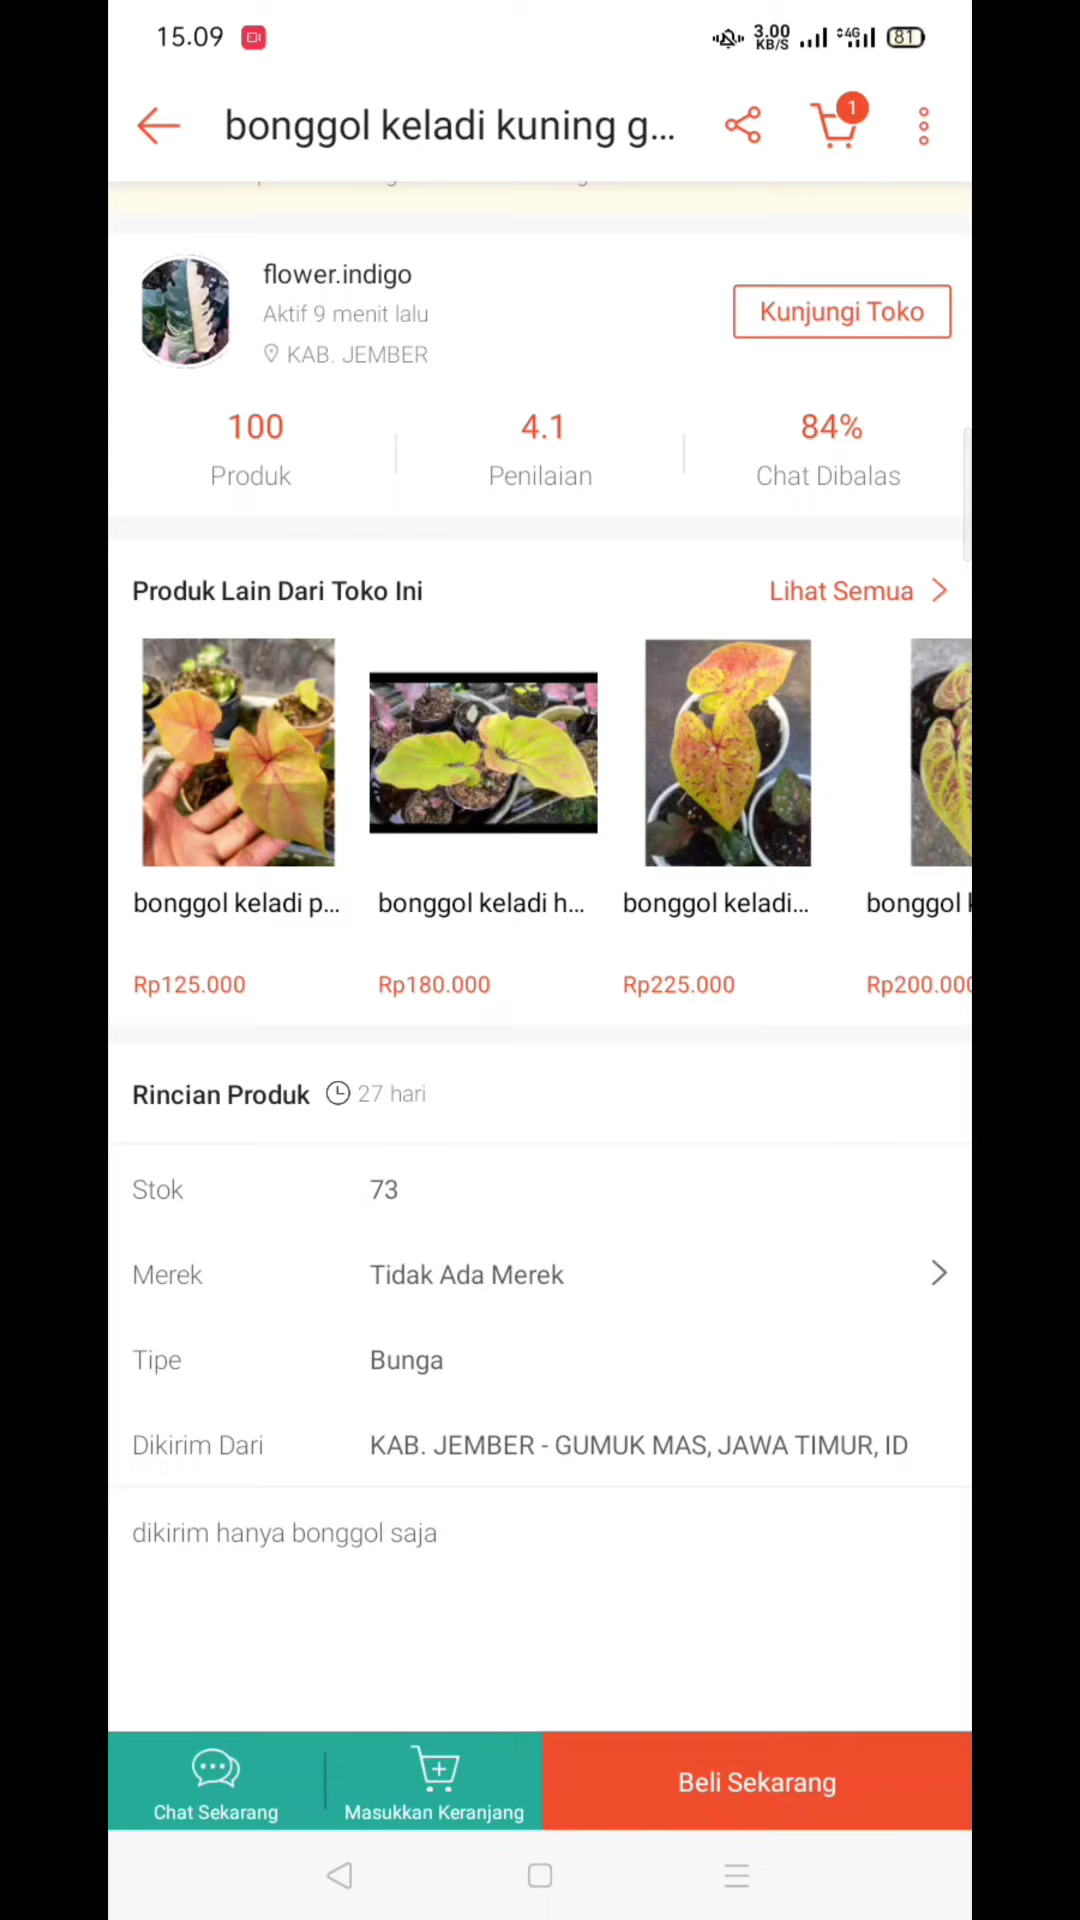 15.09
3.00
KB/S
4G
81
bonggol keladi kuning g...
1
flower.indigo
Aktif 9 menit lalu
KAB. JEMBER
Kunjungi Toko
100
4.1
84%
Produk
Penilaian
Chat Dibalas
Produk Lain Dari Toko Ini
Lihat Semua
bonggol keladi p...
bonggol keladi h...
bonggol keladi...
bonggol
Rp125.000
Rp180.000
Rp225.000
Rp200.000
Rincian Produk
27 hari
Stok
73
Merek
Tidak Ada Merek
Tipe
Bunga
Dikirim Dari
KAB. JEMBER - GUMUK MAS, JAWA TIMUR, ID
dikirim hanya bonggol saja
Chat Sekarang
Masukkan Keranjang
Beli Sekarang